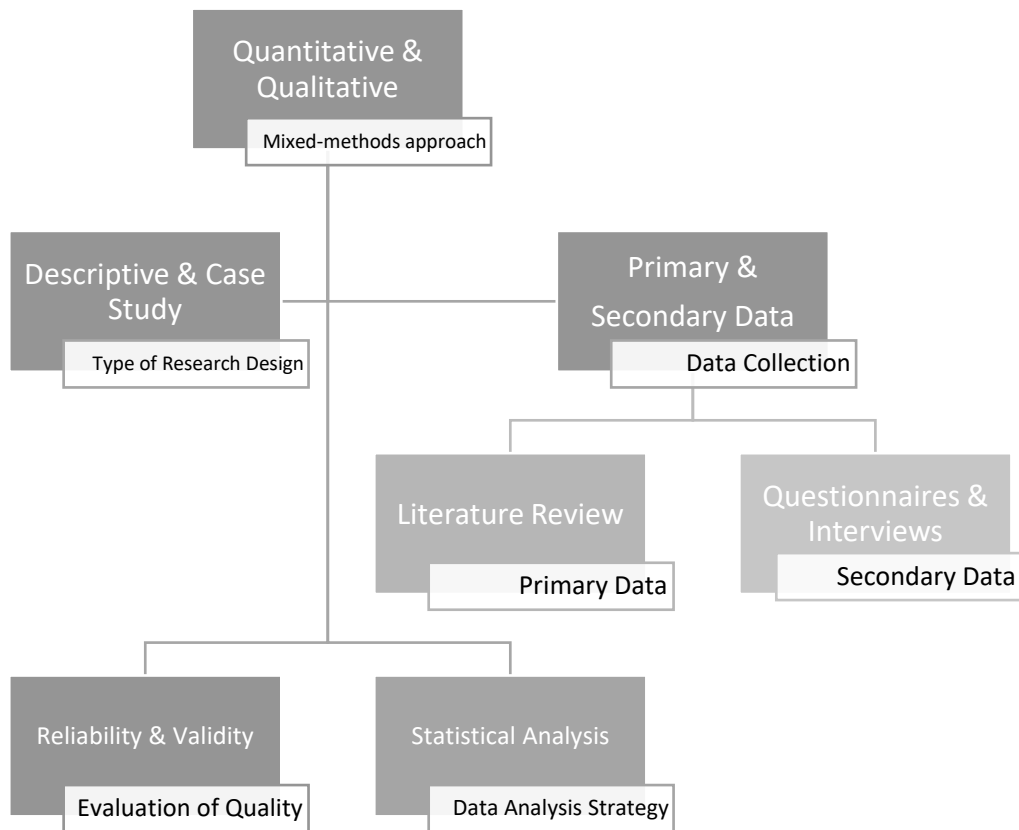 Quantitative &
Qualitative
Mixed-methods approach
Descriptive & Case
Study
Type of Research Design
Primary &
Secondary Data
Data Collection
Literature Review
Primary Data
Questionnaires &
Interviews
Secondary Data
Reliability & Validity
Evaluation of Quality
Statistical Analysis
Data Analysis Strategy